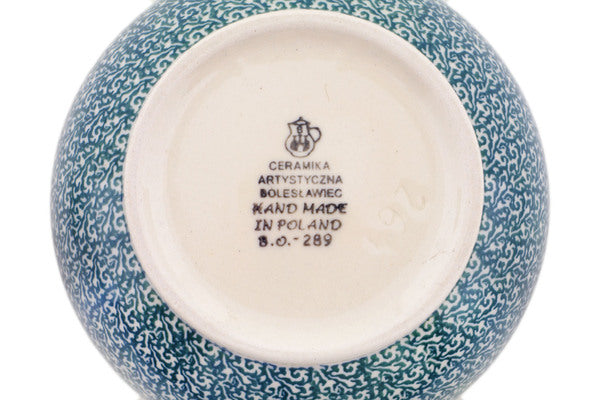 CERAMIKA
ARTYSTYCZNA
BOLESŁAWIEC
HAND MADE
IN POLAND
B.O.-289